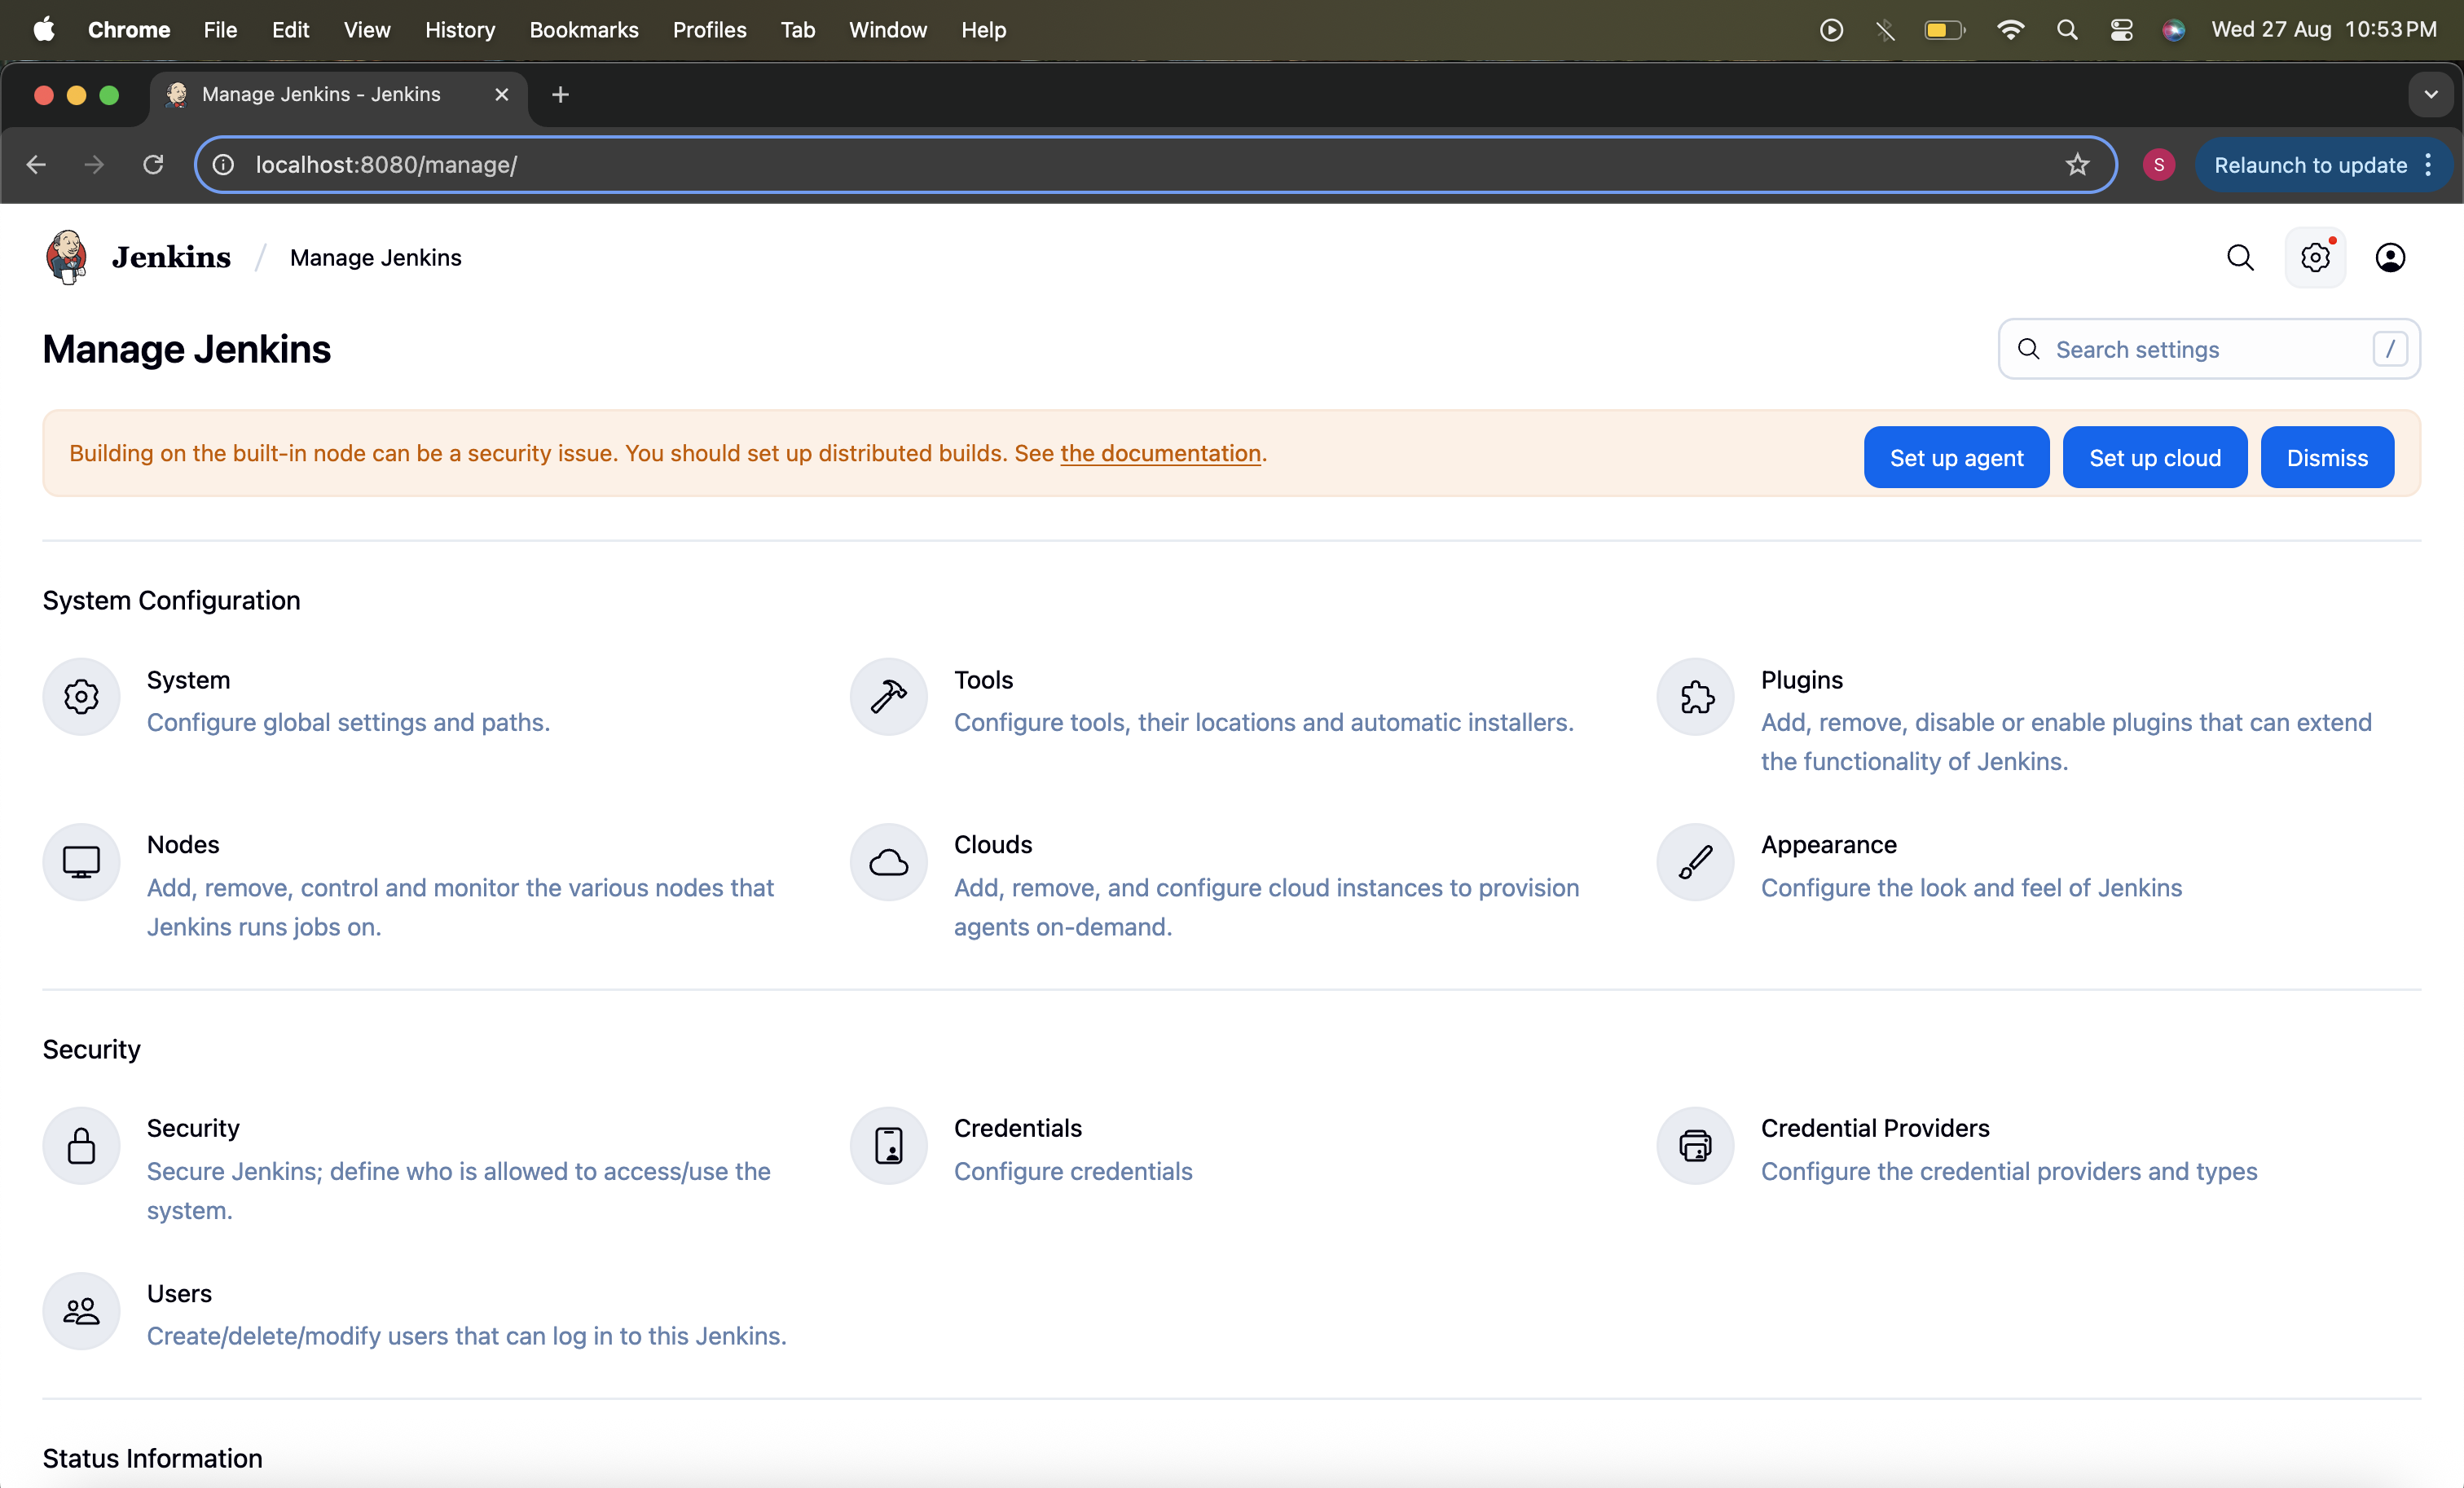 Chrome File Edit View History Bookmarks Profiles Tab Window Help Wed 27 Aug 10:53 PM
Manage Jenkins - Jenkins
localhost:8080/manage/ S Relaunch to update
Jenkins / Manage Jenkins
Manage Jenkins
Search settings /
Building on the built-in node can be a security issue. You should set up distributed builds. See the documentation.
Set up agent Set up cloud Dismiss
System Configuration
System
Configure global settings and paths.
Tools
Configure tools, their locations and automatic installers.
Plugins
Add, remove, disable or enable plugins that can extend
the functionality of Jenkins.
Nodes
Add, remove, control and monitor the various nodes that
Jenkins runs jobs on.
Clouds
Add, remove, and configure cloud instances to provision
agents on-demand.
Appearance
Configure the look and feel of Jenkins
Security
Security
Secure Jenkins; define who is allowed to access/use the
system.
Credentials
Configure credentials
Credential Providers
Configure the credential providers and types
Users
Create/delete/modify users that can log in to this Jenkins.
Status Information